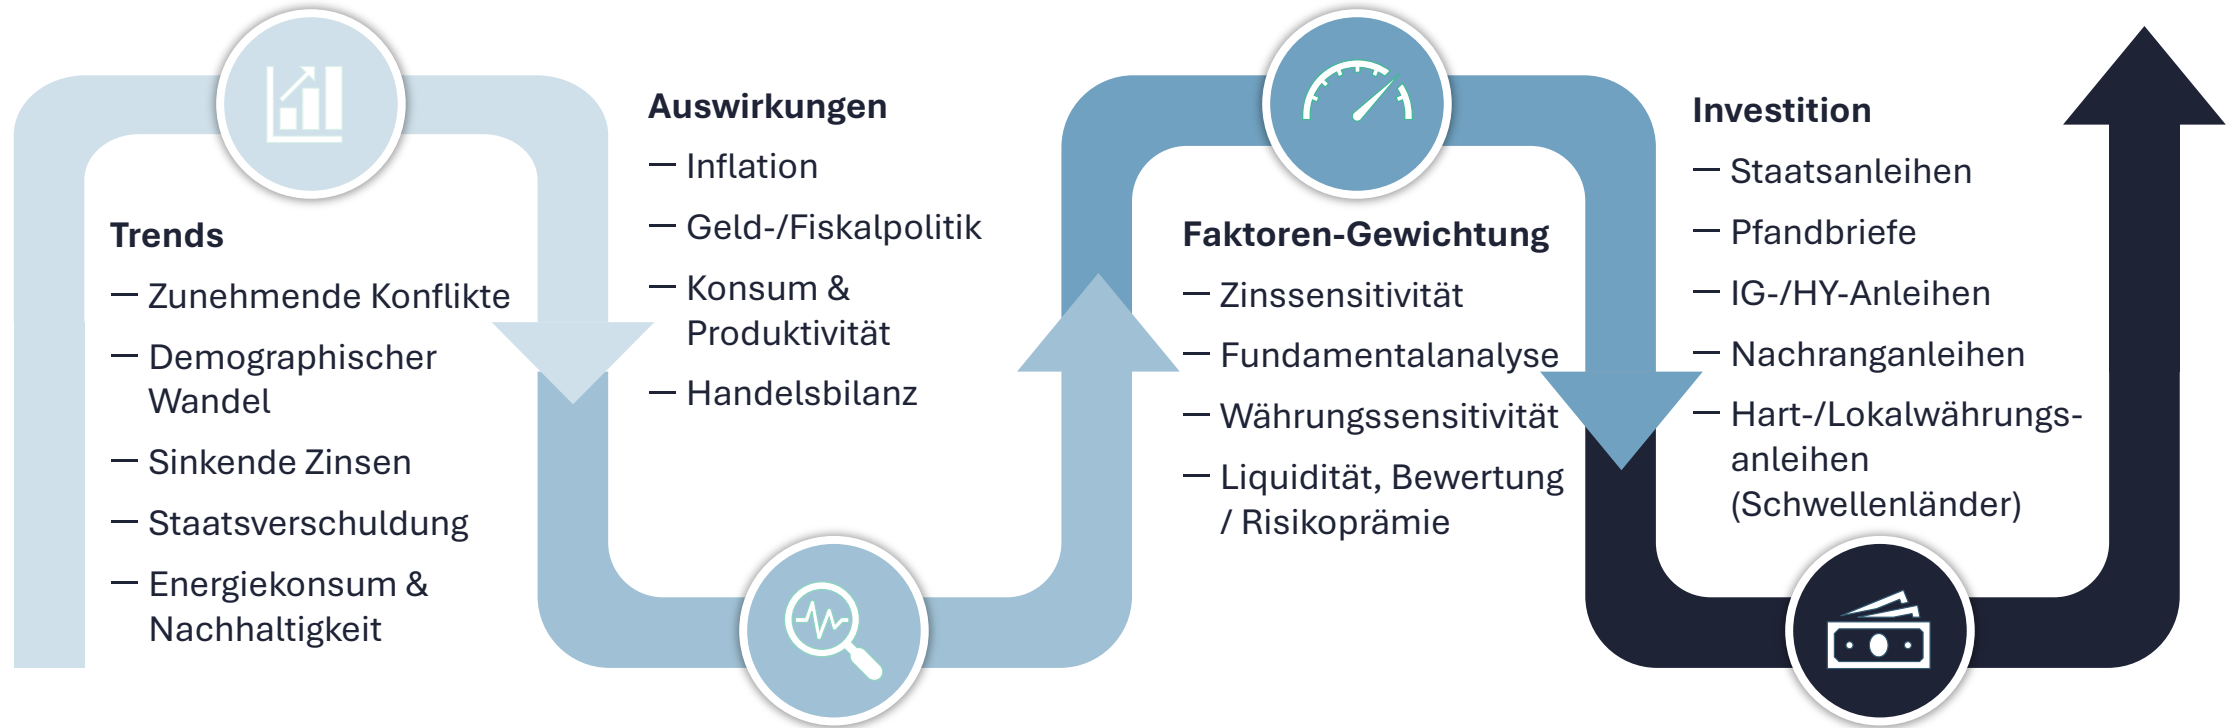 Trends
— Zunehmende Konflikte
— Demographischer
Wandel
— Sinkende Zinsen
— Staatsverschuldung
— Energiekonsum &
Nachhaltigkeit
Auswirkungen
— Inflation
— Geld-/Fiskalpolitik
— Konsum &
Produktivität
— Handelsbilanz
Faktoren-Gewichtung
— Zinssensitivität
— Fundamentalanalyse
— Währungssensitivität
— Liquidität, Bewertung
/ Risikoprämie
Investition
— Staatsanleihen
— Pfandbriefe
— IG-/HY-Anleihen
— Nachranganleihen
— Hart-/Lokalwährungs-
anleihen
(Schwellenländer)